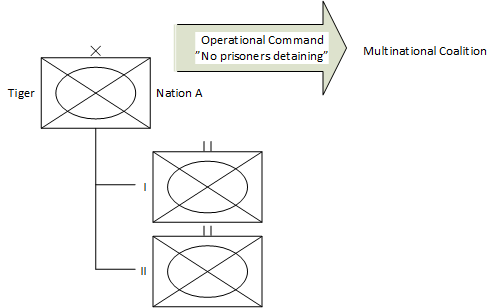 Operational Command
”No prisoners detaining”
Multinational Coalition
Tiger
Nation A
I
II